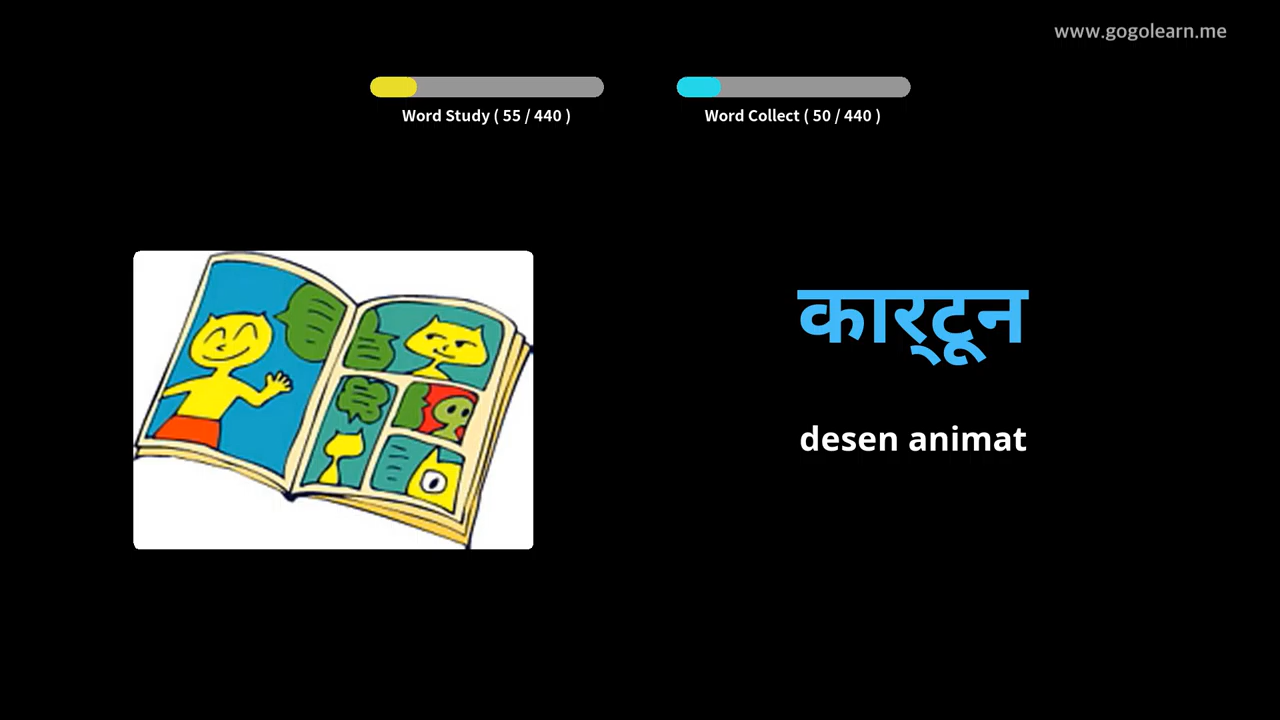 www.gogolearn.me
Word Study ( 55 / 440 )
Word Collect ( 50 / 440 )
कार्‍टून
desen animat